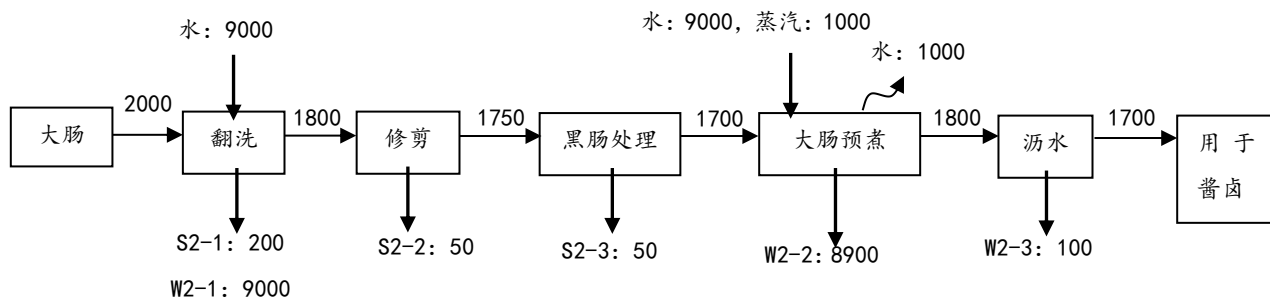 水：9000
水：9000，蒸汽：1000
水：1000
大肠
2000
翻洗
1800
修剪
1750
黑肠处理
1700
大肠预煮
1800
沥水
1700
用 于
酱卤
S2-1：200
W2-1：9000
S2-2：50
S2-3：50
W2-2：8900
W2-3：100